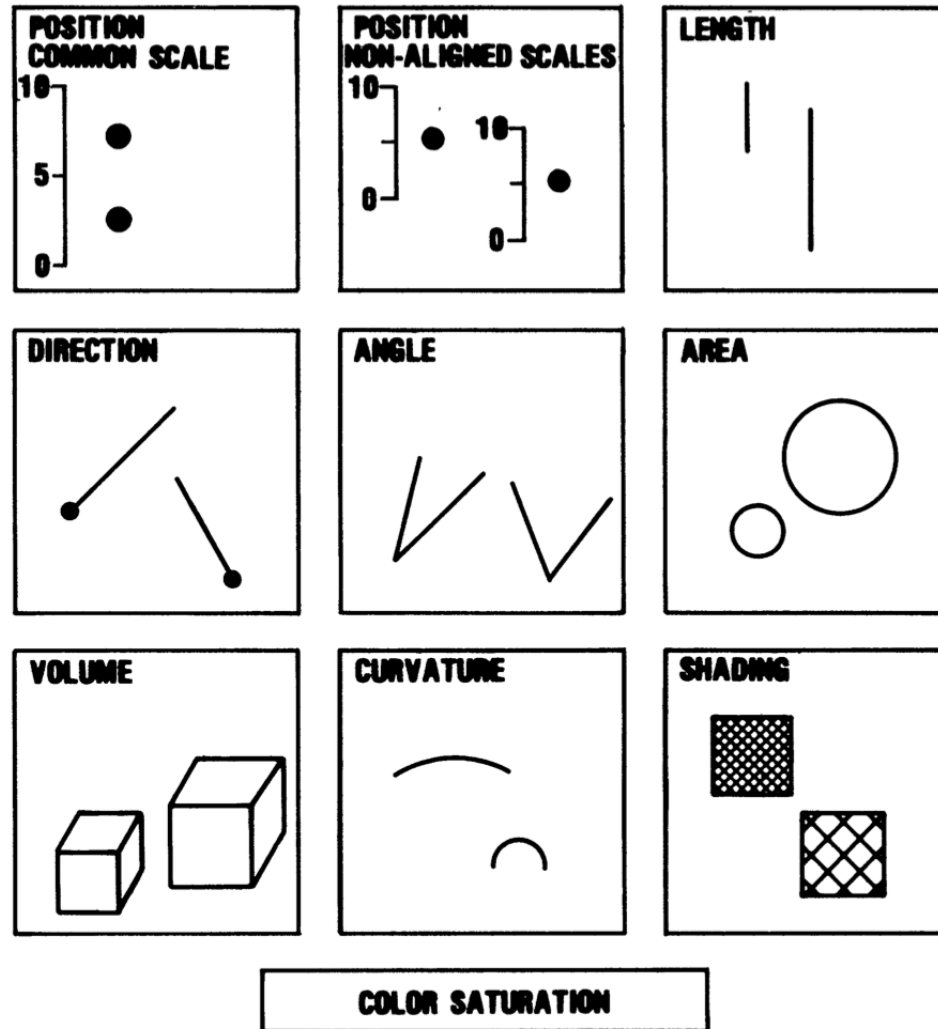 POSITION
COMMON SCALE
10
5
0
POSITION
NON-ALIGNED SCALES
10
0
10
0
LENGTH
DIRECTION
ANGLE
AREA
VOLUME
CURVATURE
SHADING
COLOR SATURATION